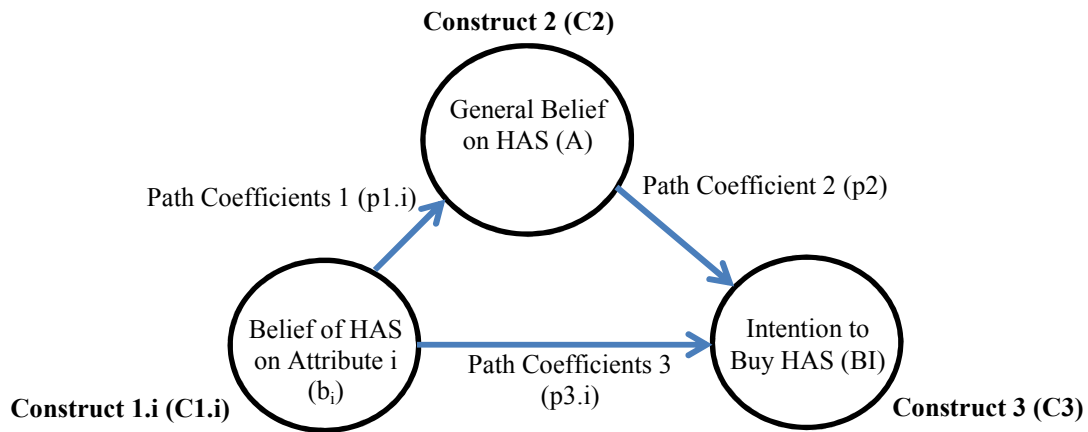 Construct 2 (C2)
General Belief
on HAS (A)
Path Coefficients 1 (p1.i)
Path Coefficient 2 (p2)
Belief of HAS
on Attribute i
(bᵢ)
Path Coefficients 3
(p3.i)
Intention to
Buy HAS (BI)
Construct 1.i (C1.i)
Construct 3 (C3)